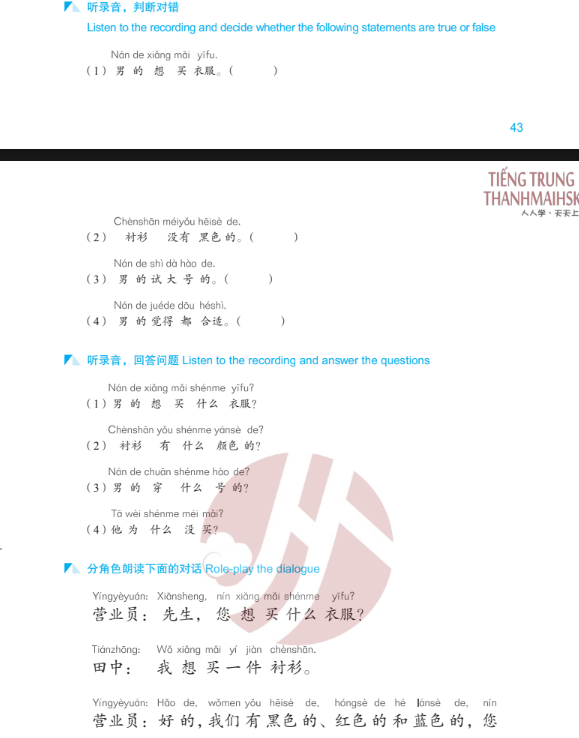 听录音，判断对错
Listen to the recording and decide whether the following statements are true or false
Nán de xiǎng mǎi yīfu.
（1）男 的 想 买 衣服。（ ）
43
TIẾNG TRUNG
THANHMAIHSK
人人学·天天上
Chènshān méiyǒu hēisè de.
（2） 衬衫 没有 黑色 的。（ ）
Nán de shì dà hào de.
（3） 男 的 试 大 号 的。（ ）
Nán de juéde dōu héshì.
（4） 男 的 觉得 都 合适。（ ）
听录音，回答问题 Listen to the recording and answer the questions
Nán de xiǎng mǎi shénme yīfu?
（1）男 的 想 买 什么 衣服？
Chènshān yǒu shénme yánsè de?
（2） 衬衫 有 什么 颜色 的？
Nán de chuān shénme hào de?
（3）男 的 穿 什么 号 的？
Tā wèi shénme méi mǎi?
（4）他 为 什么 没 买？
分角色朗读下面的对话 Role-play the dialogue
Yíngyèyuán: Xiānsheng, nín xiǎng mǎi shénme yīfu?
营业员：先生，您 想 买 什么 衣服？
Tiánzhōng: Wǒ xiǎng mǎi yí jiàn chènshān.
田中： 我 想 买 一 件 衬衫。
Yíngyèyuán: Hǎo de, wǒmen yǒu hēisè de, hóngsè de hé lánsè de, nín
营业员：好 的，我们 有 黑色 的、红色 的 和 蓝色 的，您